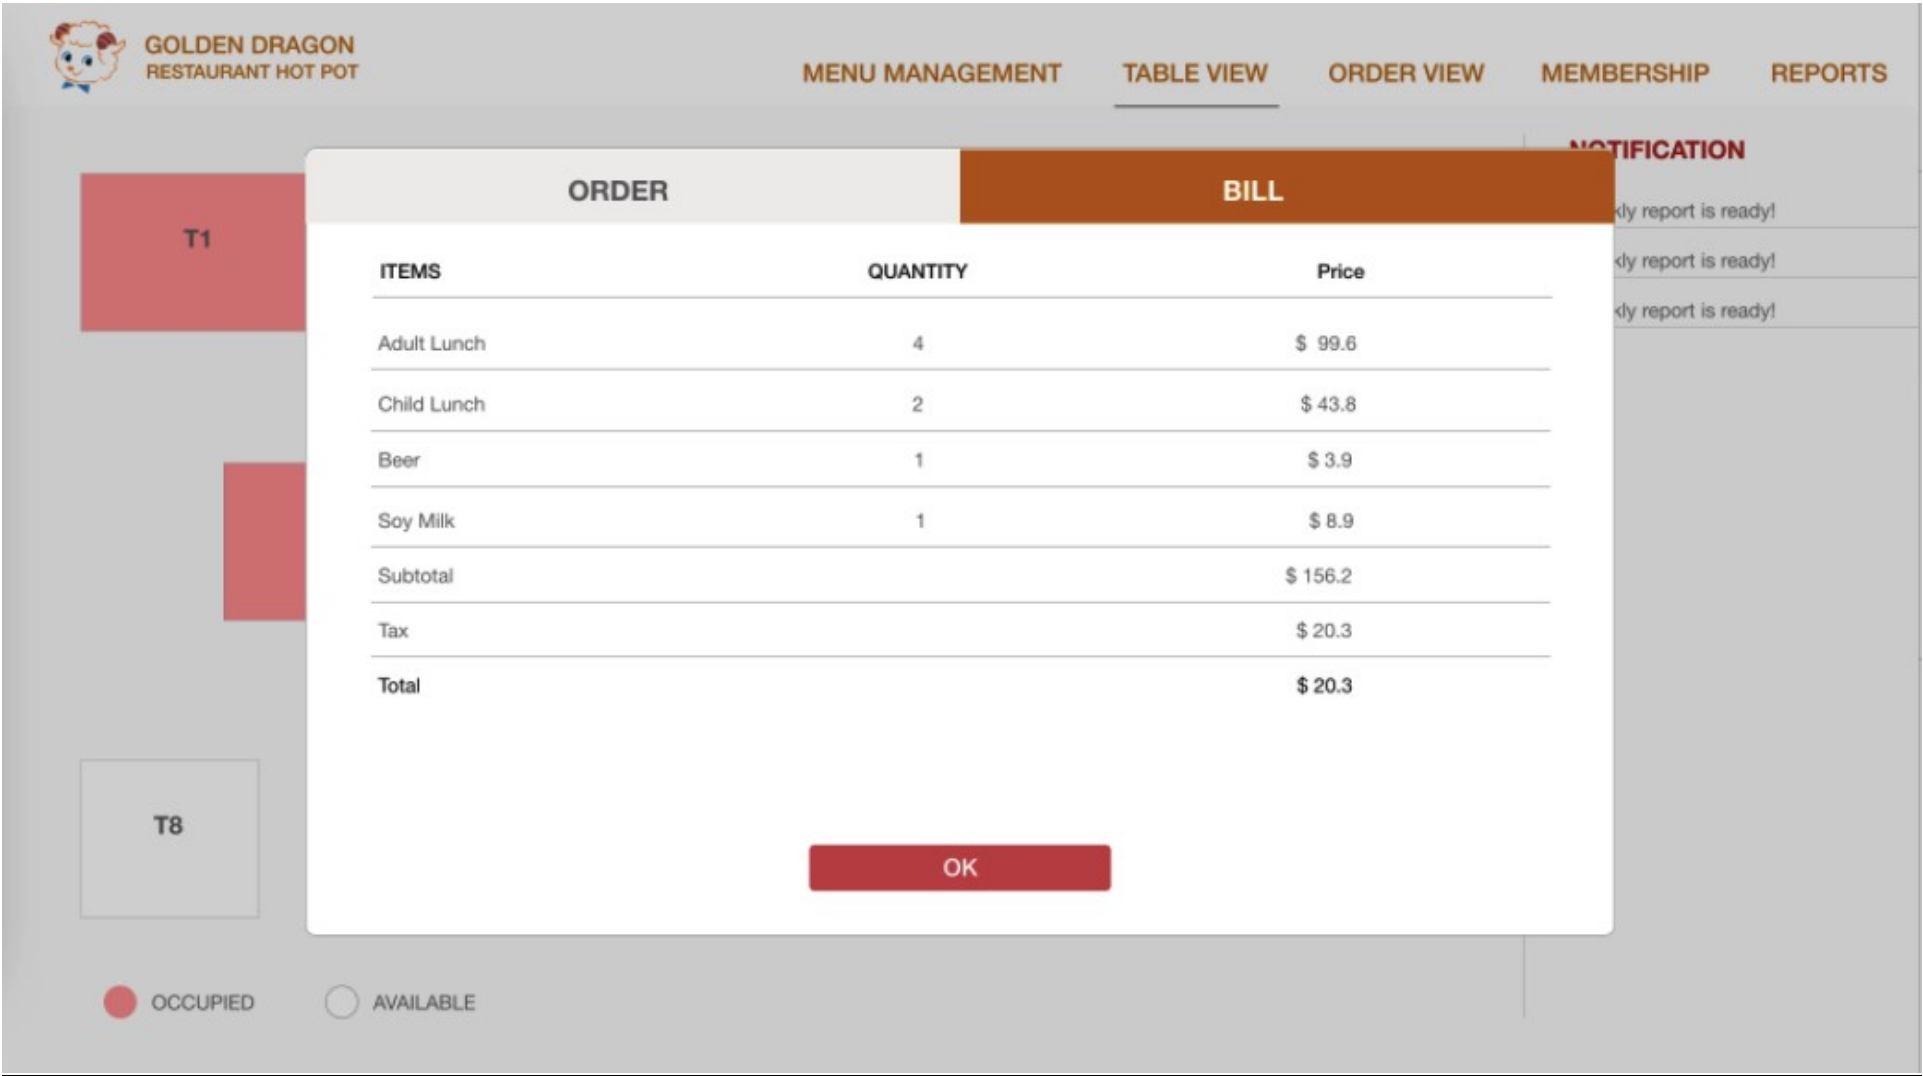 GOLDEN DRAGON
RESTAURANT HOT POT
MENU MANAGEMENT TABLE VIEW ORDER VIEW MEMBERSHIP REPORTS
NOTIFICATION
ORDER BILL
report is ready!
report is ready!
report is ready!
T1
ITEMS QUANTITY Price
Adult Lunch 4 $ 99.6
Child Lunch 2 $ 43.8
Beer 1 $ 3.9
Soy Milk 1 $ 8.9
Subtotal $ 156.2
Tax $ 20.3
Total $ 20.3
T8
OK
OCCUPIED AVAILABLE